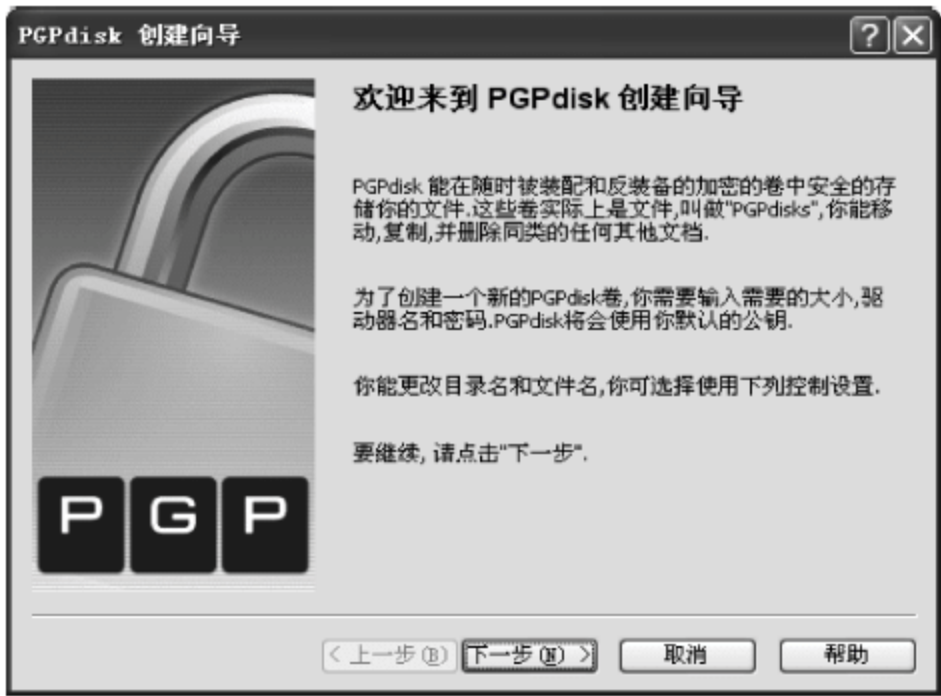 PGPdisk 创建向导
欢迎来到 PGPdisk 创建向导
PGPdisk 能在随时被装配和反装备的加密的卷中安全的存
储你的文件.这些卷实际上是文件,叫做"PGPdisks",你能移
动,复制,并删除同类的任何其他文档.
为了创建一个新的PGPdisk卷,你需要输入需要的大小,驱
动器名和密码.PGPdisk将会使用你默认的公钥.
你能更改目录名和文件名,你可选择使用下列控制设置.
要继续, 请点击"下一步".
P G P
< 上一步(B) 下一步(N) > 取消 帮助